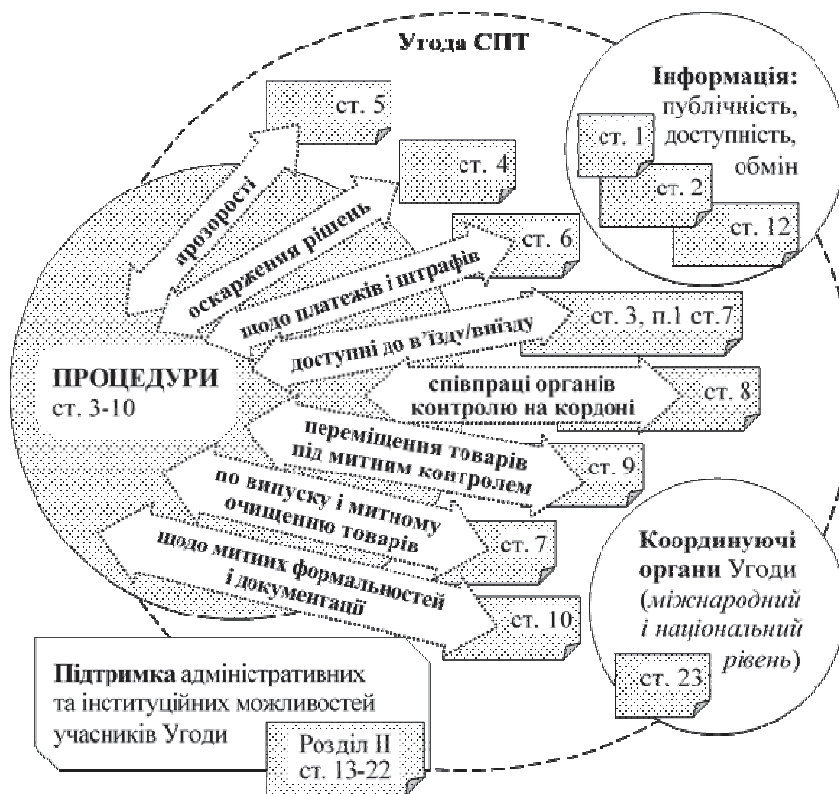 Угода СПТ
Інформація:
публічність,
доступність,
обмін
ст. 1
ст. 2
ст. 12
ст. 5
прозорості
ст. 4
оскарження рішень
ст. 6
щодо платежів і штрафів
ст. 3, п.1 ст.7
доступні до в’їзду/виїзду
ПРОЦЕДУРИ
ст. 3-10
співпраці органів
контролю на кордоні
ст. 8
переміщення товарів
під митним контролем
ст. 9
по випуску і митному
очищенню товарів
ст. 7
щодо митних формальностей
і документації
ст. 10
Координуючі
органи Угоди
(міжнародний
і національний
рівень)
ст. 23
Підтримка адміністративних
та інституційних можливостей
учасників Угоди
Розділ II
ст. 13-22